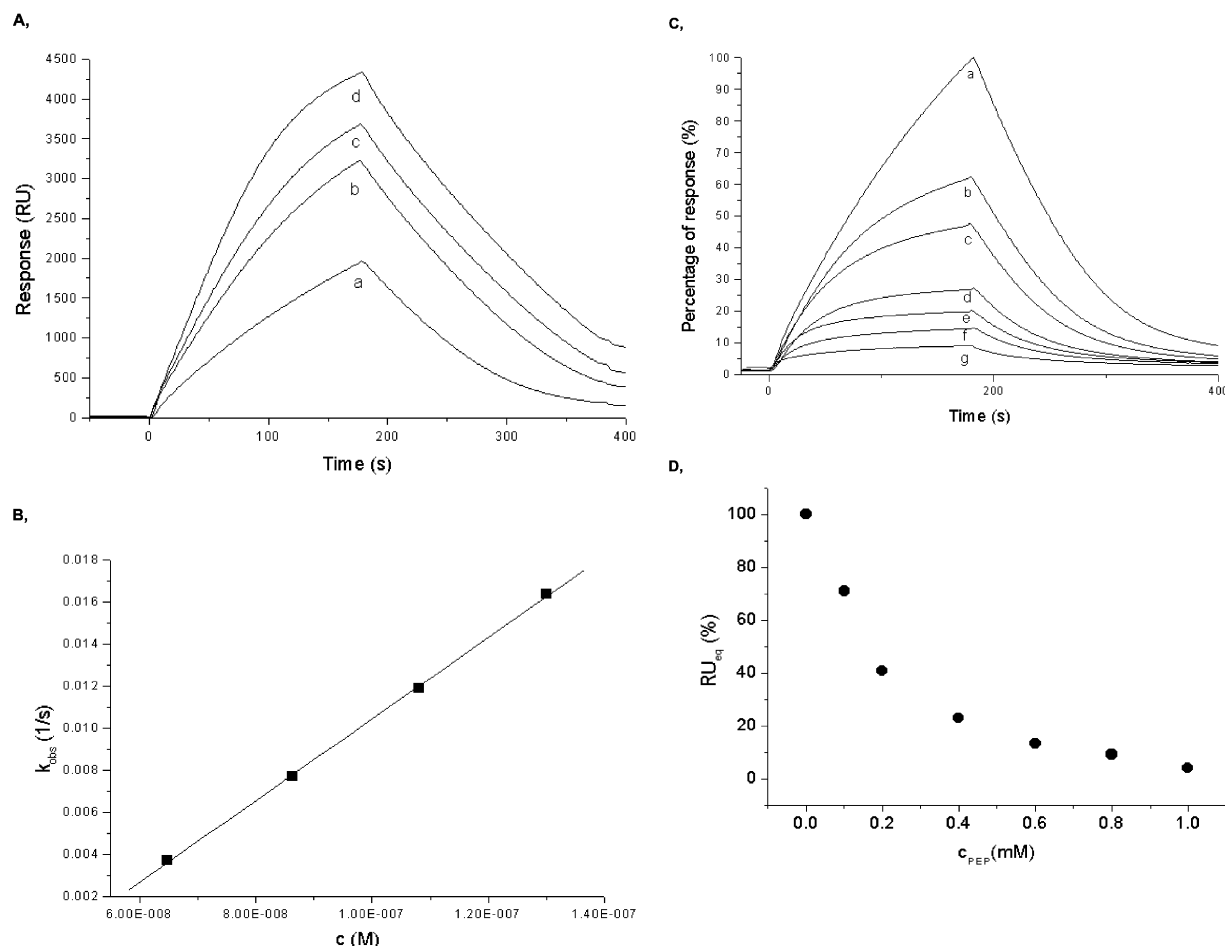 A,
4500
4000
3500
3000
2500
2000
1500
1000
500
0
Response (RU)
d
c
b
a
0
100
200
300
400
Time (s)
C,
100
90
80
70
60
50
40
30
20
10
0
Percentage of response (%)
a
b
c
d
e
f
g
0
200
400
Time (s)
B,
0.018
0.016
0.014
0.012
0.010
0.008
0.006
0.004
0.002
k_obs (1/s)
6.00E-008
8.00E-008
1.00E-007
1.20E-007
1.40E-007
c (M)
D,
100
80
60
40
20
0
RU_eq (%)
0.0
0.2
0.4
0.6
0.8
1.0
c_PEP (mM)